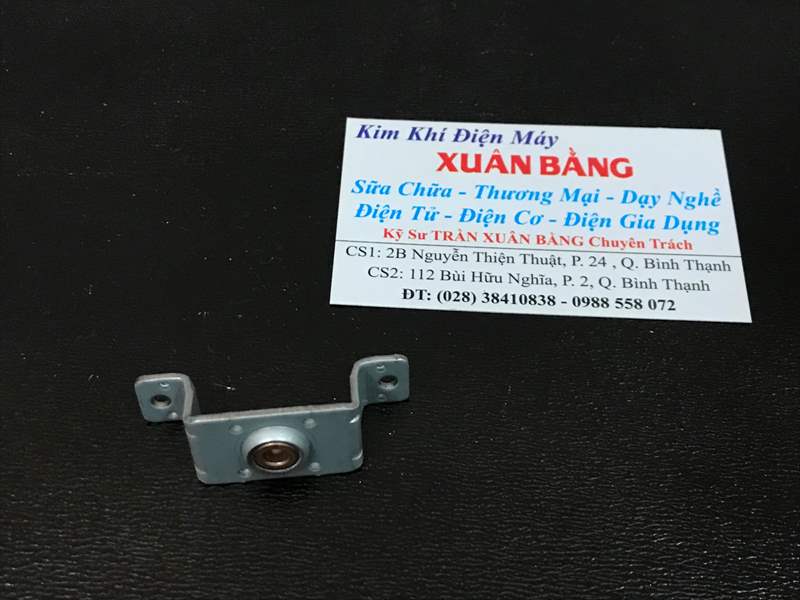 Kim Khí Điện Máy
XUÂN BẰNG
Sữa Chữa - Thương Mại - Dạy Nghề
Điện Tử - Điện Cơ - Điện Gia Dụng
Kỹ Sư TRẦN XUÂN BẰNG Chuyên Trách
CS1: 2B Nguyễn Thiện Thuật, P. 24 , Q. Bình Thạnh
CS2: 112 Bùi Hữu Nghĩa, P. 2, Q. Bình Thạnh
ĐT: (028) 38410838 - 0988 558 072